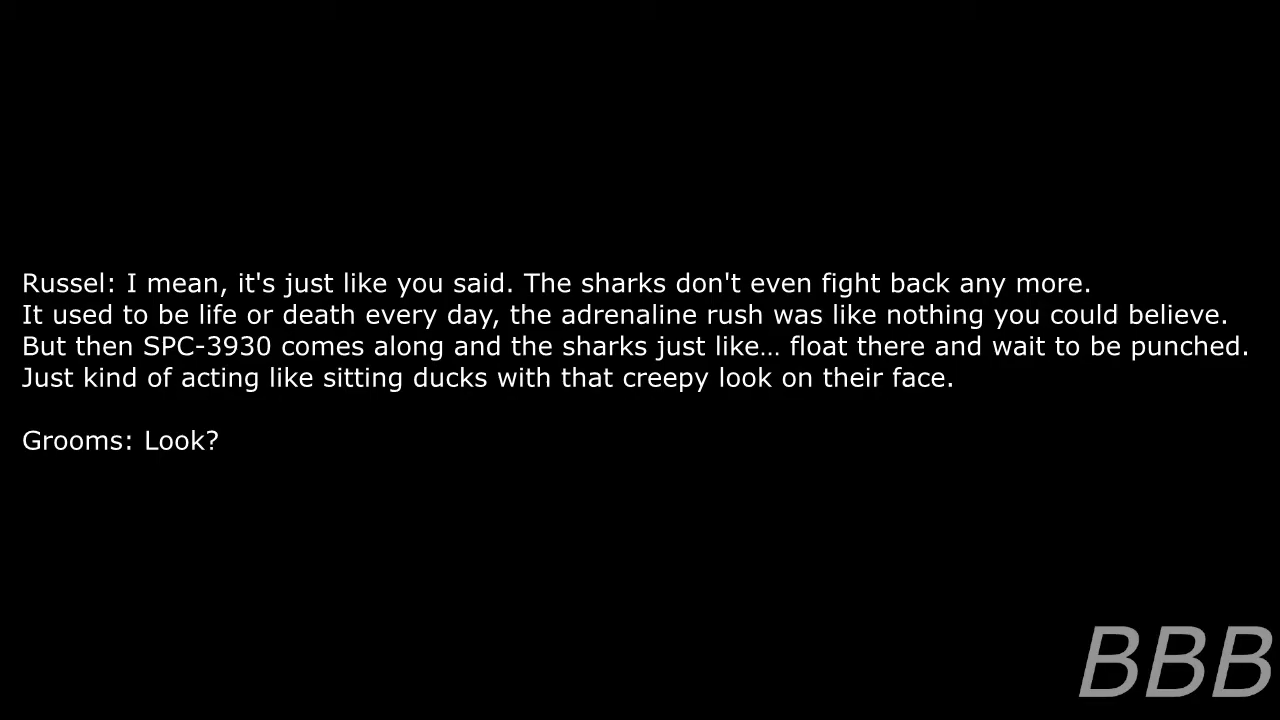 Russel: I mean, it's just like you said. The sharks don't even fight back any more.
It used to be life or death every day, the adrenaline rush was like nothing you could believe.
But then SPC-3930 comes along and the sharks just like… float there and wait to be punched.
Just kind of acting like sitting ducks with that creepy look on their face.
Grooms: Look?
BBB